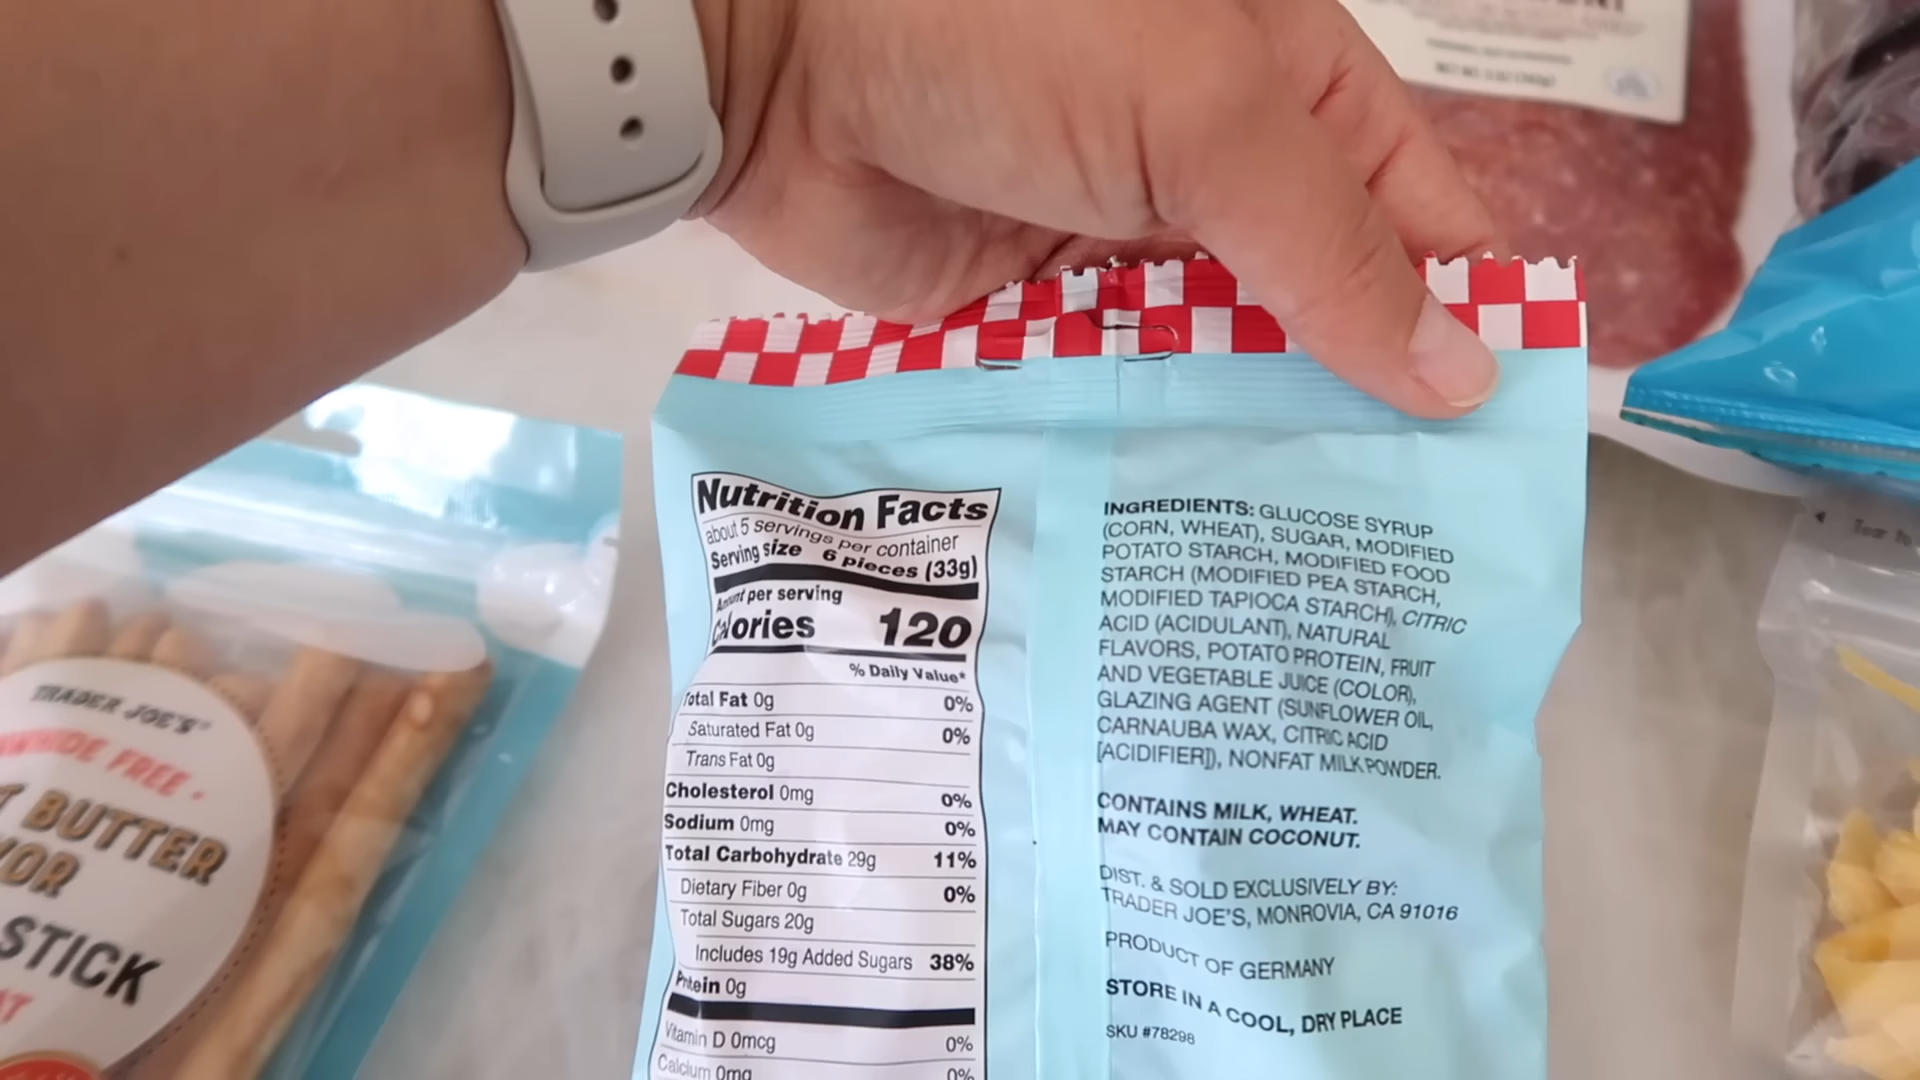 Nutrition Facts
about 5 servings per container
Serving size 6 pieces (33g)
Amount per serving
Calories 120
% Daily Value*
Total Fat 0g 0%
Saturated Fat 0g 0%
Trans Fat 0g
Cholesterol 0mg 0%
Sodium 0mg 0%
Total Carbohydrate 29g 11%
Dietary Fiber 0g 0%
Total Sugars 20g
Includes 19g Added Sugars 38%
Protein 0g
Vitamin D 0mcg 0%
Calcium 0mg 0%
INGREDIENTS: GLUCOSE SYRUP
(CORN, WHEAT), SUGAR, MODIFIED
POTATO STARCH, MODIFIED FOOD
STARCH (MODIFIED PEA STARCH,
MODIFIED TAPIOCA STARCH), CITRIC
ACID (ACIDULANT), NATURAL
FLAVORS, POTATO PROTEIN, FRUIT
AND VEGETABLE JUICE (COLOR),
GLAZING AGENT (SUNFLOWER OIL,
CARNAUBA WAX, CITRIC ACID
[ACIDIFIER]), NONFAT MILK POWDER.
CONTAINS MILK, WHEAT.
MAY CONTAIN COCONUT.
DIST. & SOLD EXCLUSIVELY BY:
TRADER JOE'S, MONROVIA, CA 91016
PRODUCT OF GERMANY
STORE IN A COOL, DRY PLACE
SKU #78298
TRADER JOE'S
FREE
BUTTER
STICK